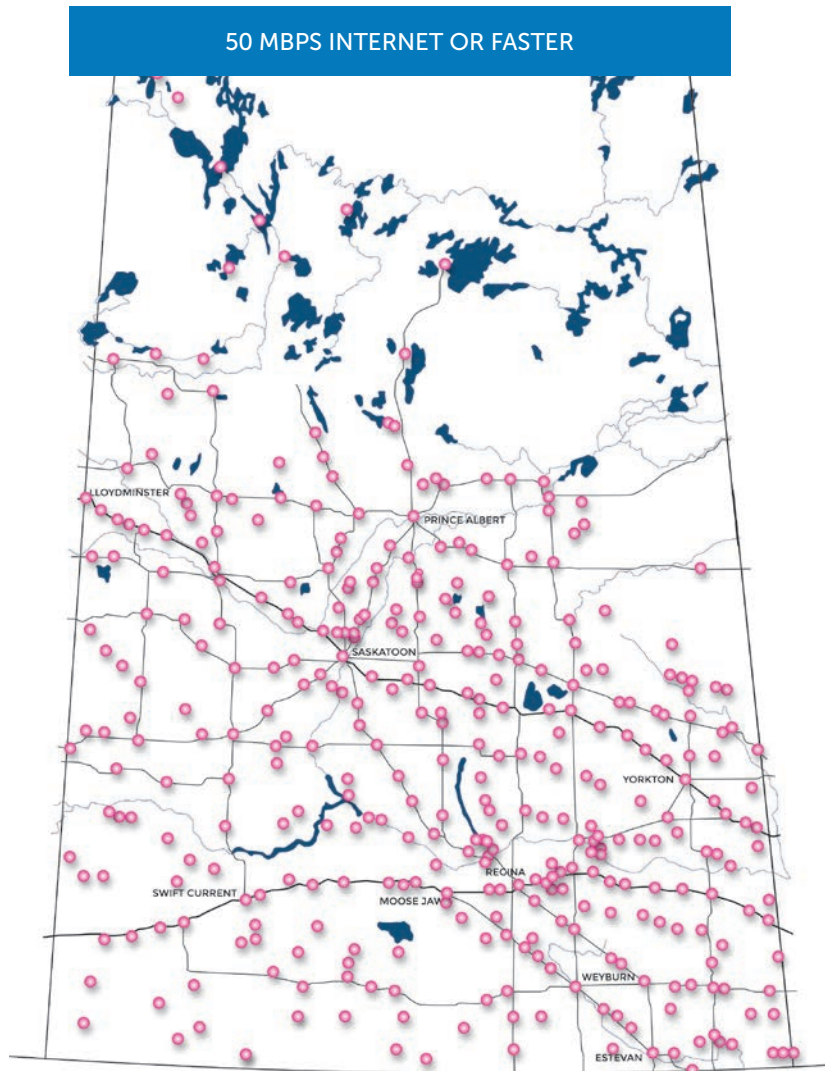 50 MBPS INTERNET OR FASTER
LLOYDMINSTER
PRINCE ALBERT
SASKATOON
YORKTON
REGINA
SWIFT CURRENT
MOOSE JAW
WEYBURN
ESTEVAN